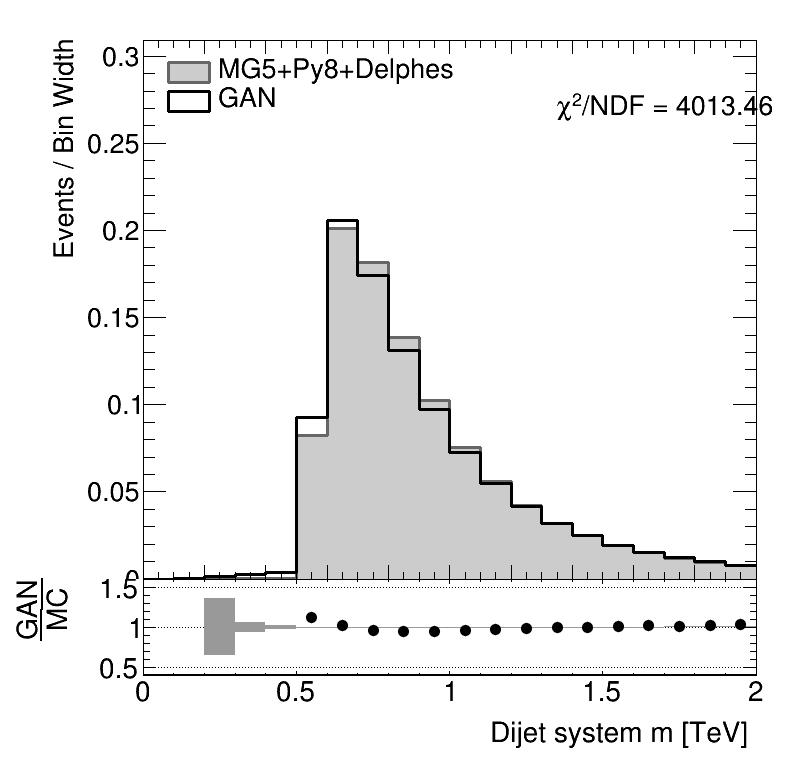 0.3
MG5+Py8+Delphes
GAN
χ²/NDF = 4013.46
Events / Bin Width
0.25
0.2
0.15
0.1
0.05
0
1.5
GAN
MC
1
0.5
0 0.5 1 1.5 2
Dijet system m [TeV]